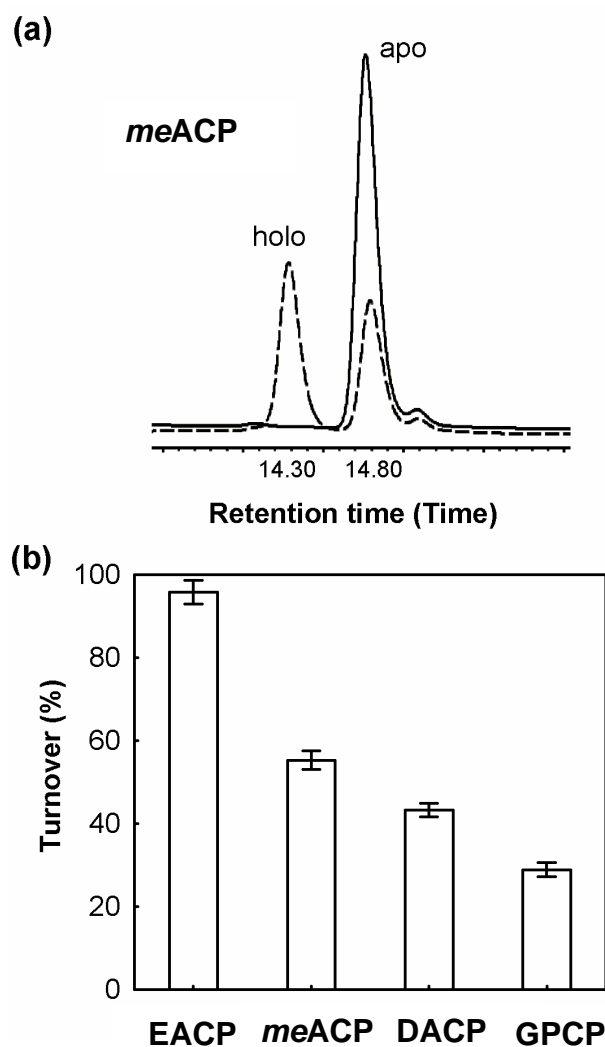 (a)
apo
meACP
holo
14.30 14.80
Retention time (Time)
(b)
100
80
60
40
20
0
Turnover (%)
EACP meACP DACP GPCP